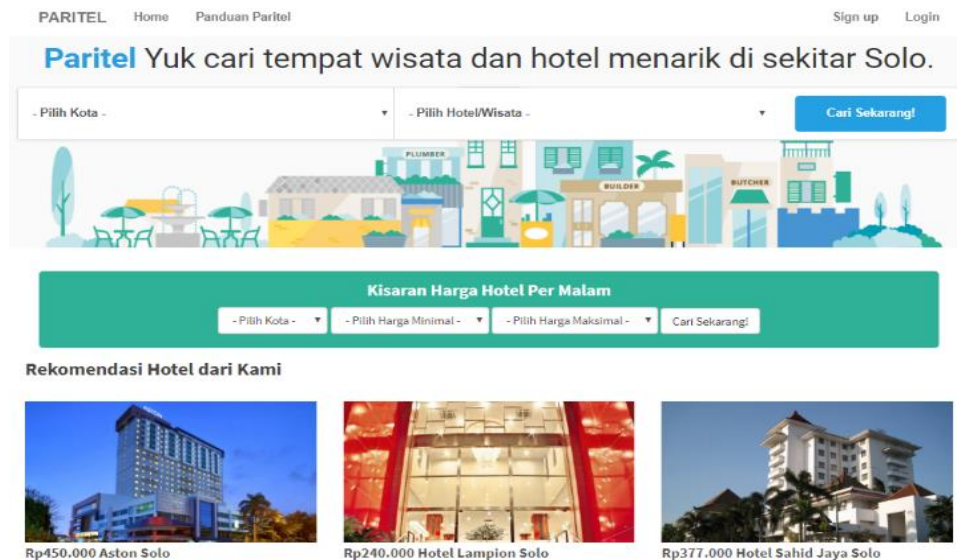 PARITEL Home Panduan Paritel Sign up Login
Paritel Yuk cari tempat wisata dan hotel menarik di sekitar Solo.
- Pilih Kota - - Pilih Hotel/Wisata - Cari Sekarang!
PLUMBER
BUILDER
BUTCHER
Kisaran Harga Hotel Per Malam
- Pilih Kota - - Pilih Harga Minimal - - Pilih Harga Maksimal - Cari Sekarang!
Rekomendasi Hotel dari Kami
Rp450.000 Aston Solo
Rp240.000 Hotel Lampion Solo
Rp377.000 Hotel Sahid Jaya Solo